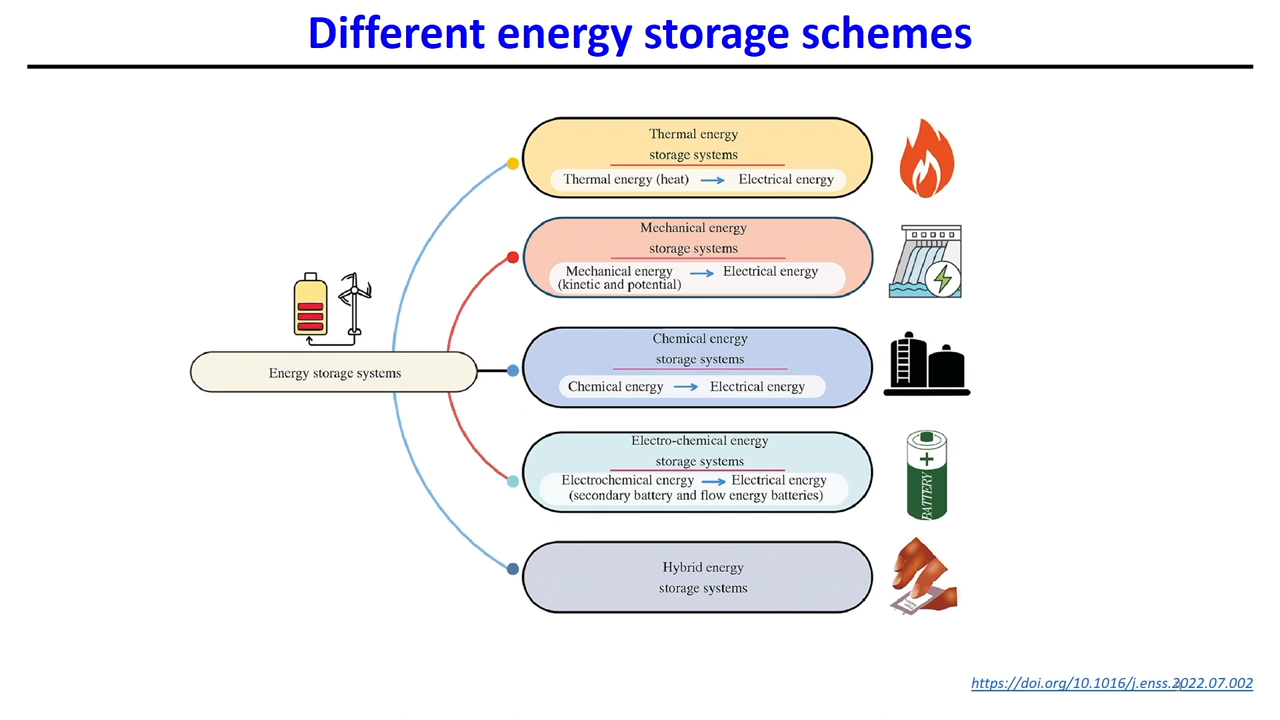 Different energy storage schemes
Thermal energy
storage systems
Thermal energy (heat) → Electrical energy
Mechanical energy
storage systems
Mechanical energy → Electrical energy
(kinetic and potential)
Energy storage systems
Chemical energy
storage systems
Chemical energy → Electrical energy
Electro-chemical energy
storage systems
Electrochemical energy → Electrical energy
(secondary battery and flow energy batteries)
BATTERY
Hybrid energy
storage systems
https://doi.org/10.1016/j.enss.2022.07.002